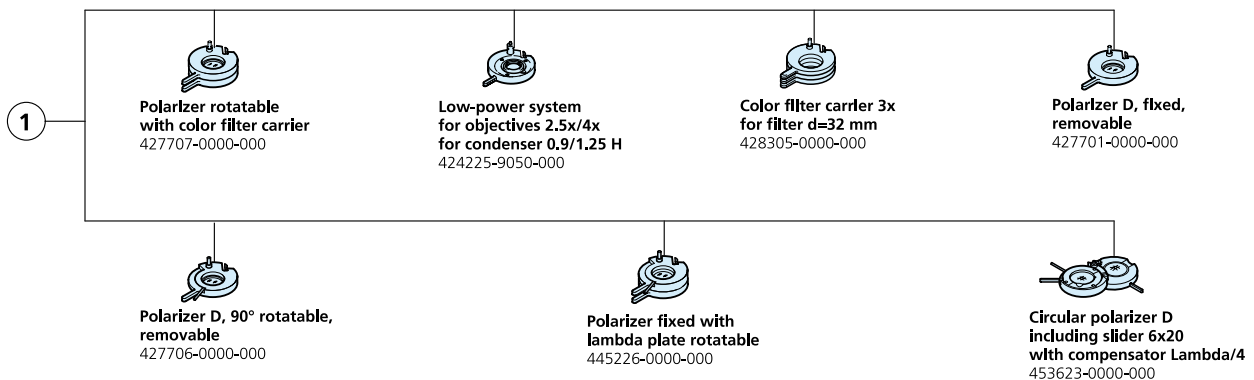 1
Polarizer rotatable
with color filter carrier
427707-0000-000
Low-power system
for objectives 2.5x/4x
for condenser 0.9/1.25 H
424225-9050-000
Color filter carrier 3x
for filter d=32 mm
428305-0000-000
Polarizer D, fixed,
removable
427701-0000-000
Polarizer D, 90° rotatable,
removable
427706-0000-000
Polarizer fixed with
lambda plate rotatable
445226-0000-000
Circular polarizer D
including slider 6x20
with compensator Lambda/4
453623-0000-000